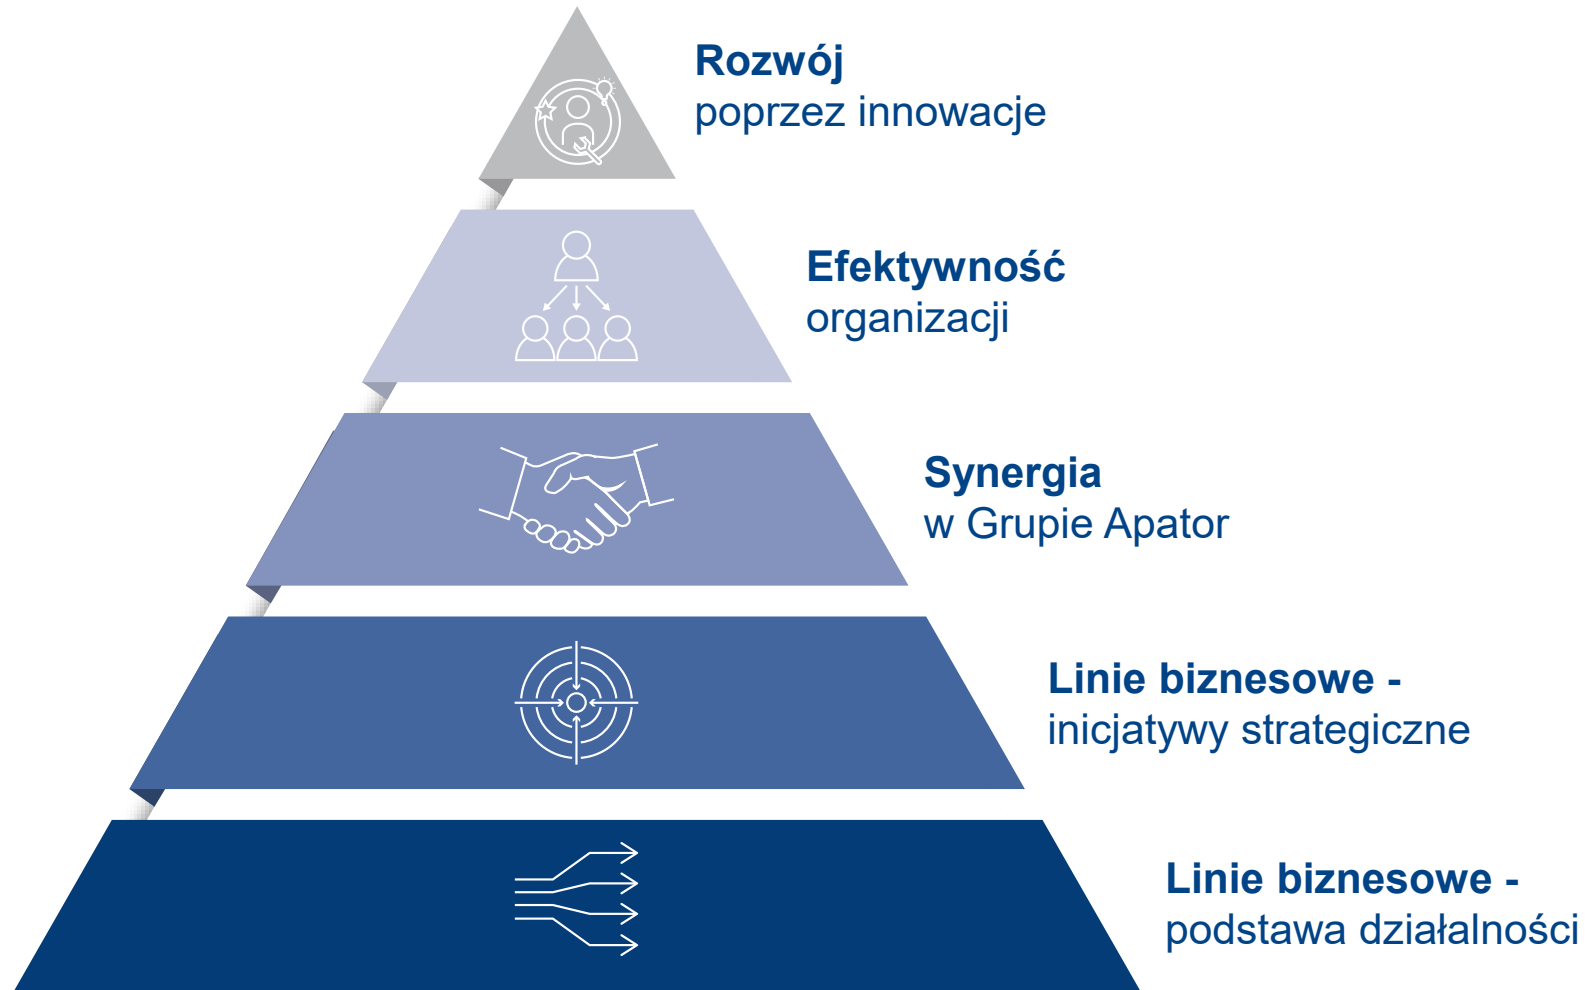 Rozwój
poprzez innowacje
Efektywność
organizacji
Synergia
w Grupie Apator
Linie biznesowe -
inicjatywy strategiczne
Linie biznesowe -
podstawa działalności